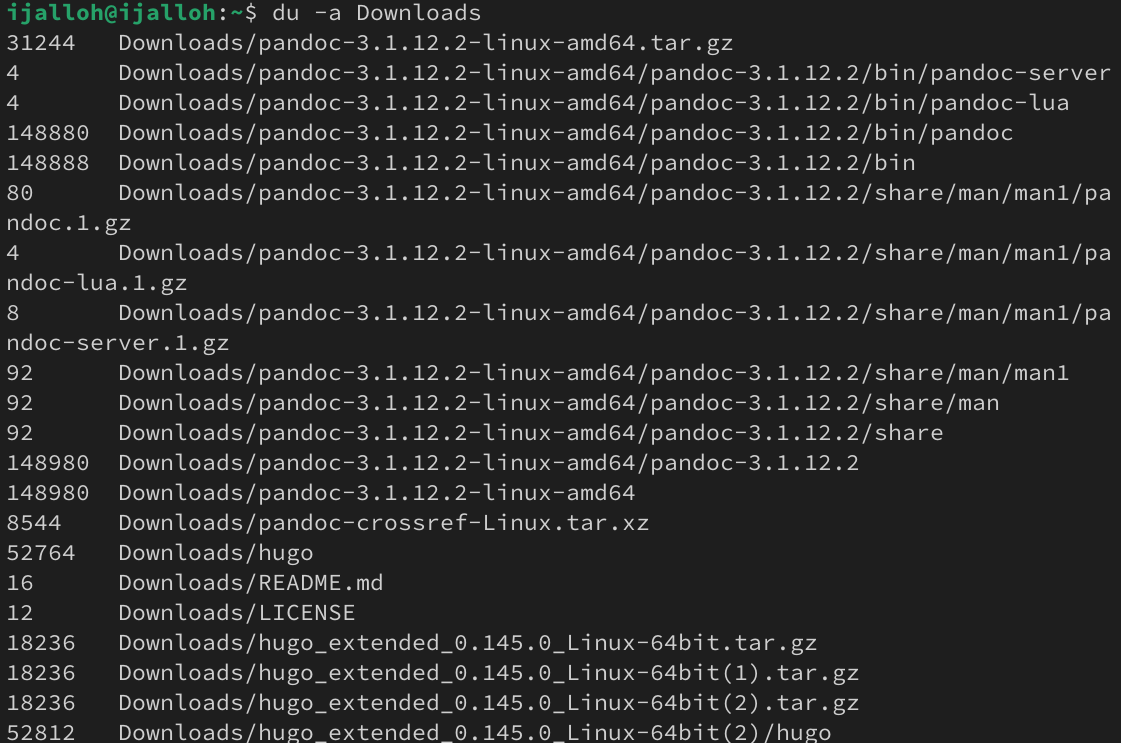 ijalloh@ijalloh:~$ du -a Downloads
31244   Downloads/pandoc-3.1.12.2-linux-amd64.tar.gz
4       Downloads/pandoc-3.1.12.2-linux-amd64/pandoc-3.1.12.2/bin/pandoc-server
4       Downloads/pandoc-3.1.12.2-linux-amd64/pandoc-3.1.12.2/bin/pandoc-lua
148880  Downloads/pandoc-3.1.12.2-linux-amd64/pandoc-3.1.12.2/bin/pandoc
148888  Downloads/pandoc-3.1.12.2-linux-amd64/pandoc-3.1.12.2/bin
80      Downloads/pandoc-3.1.12.2-linux-amd64/pandoc-3.1.12.2/share/man/man1/pa
ndoc.1.gz
4       Downloads/pandoc-3.1.12.2-linux-amd64/pandoc-3.1.12.2/share/man/man1/pa
ndoc-lua.1.gz
8       Downloads/pandoc-3.1.12.2-linux-amd64/pandoc-3.1.12.2/share/man/man1/pa
ndoc-server.1.gz
92      Downloads/pandoc-3.1.12.2-linux-amd64/pandoc-3.1.12.2/share/man/man1
92      Downloads/pandoc-3.1.12.2-linux-amd64/pandoc-3.1.12.2/share/man
92      Downloads/pandoc-3.1.12.2-linux-amd64/pandoc-3.1.12.2/share
148980  Downloads/pandoc-3.1.12.2-linux-amd64/pandoc-3.1.12.2
148980  Downloads/pandoc-3.1.12.2-linux-amd64
8544    Downloads/pandoc-crossref-Linux.tar.xz
52764   Downloads/hugo
16      Downloads/README.md
12      Downloads/LICENSE
18236   Downloads/hugo_extended_0.145.0_Linux-64bit.tar.gz
18236   Downloads/hugo_extended_0.145.0_Linux-64bit(1).tar.gz
18236   Downloads/hugo_extended_0.145.0_Linux-64bit(2).tar.gz
52812   Downloads/hugo_extended_0.145.0_Linux-64bit(2)/hugo